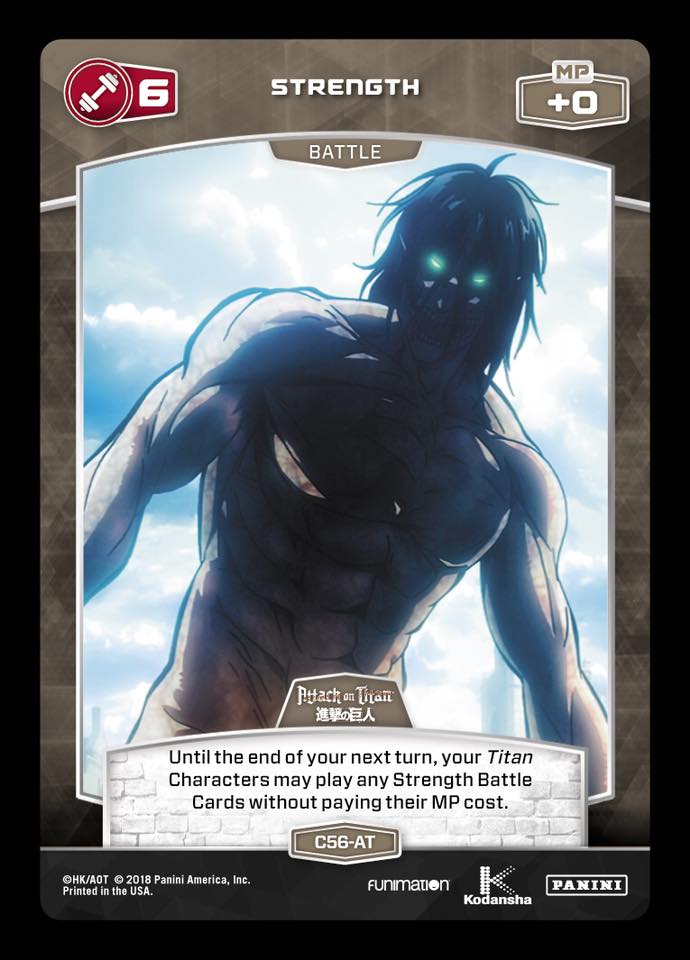 6
STRENGTH
MP
+0
BATTLE
Attack on Titan
進撃の巨人
Until the end of your next turn, your Titan
Characters may play any Strength Battle
Cards without paying their MP cost.
C56-AT
©HK/AOT © 2018 Panini America, Inc.
Printed in the USA.
FUNIMATION
K
Kodansha
PANINI